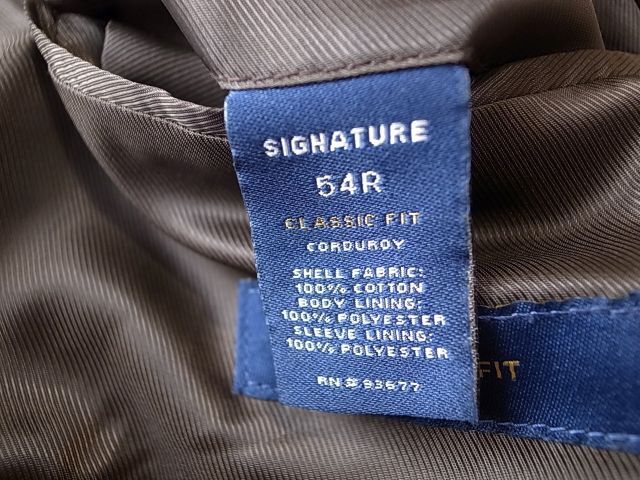 SIGNATURE
54R
CLASSIC FIT
CORDUROY
SHELL FABRIC:
100% COTTON
BODY LINING:
100% POLYESTER
SLEEVE LINING:
100% POLYESTER
RN # 93677
FIT